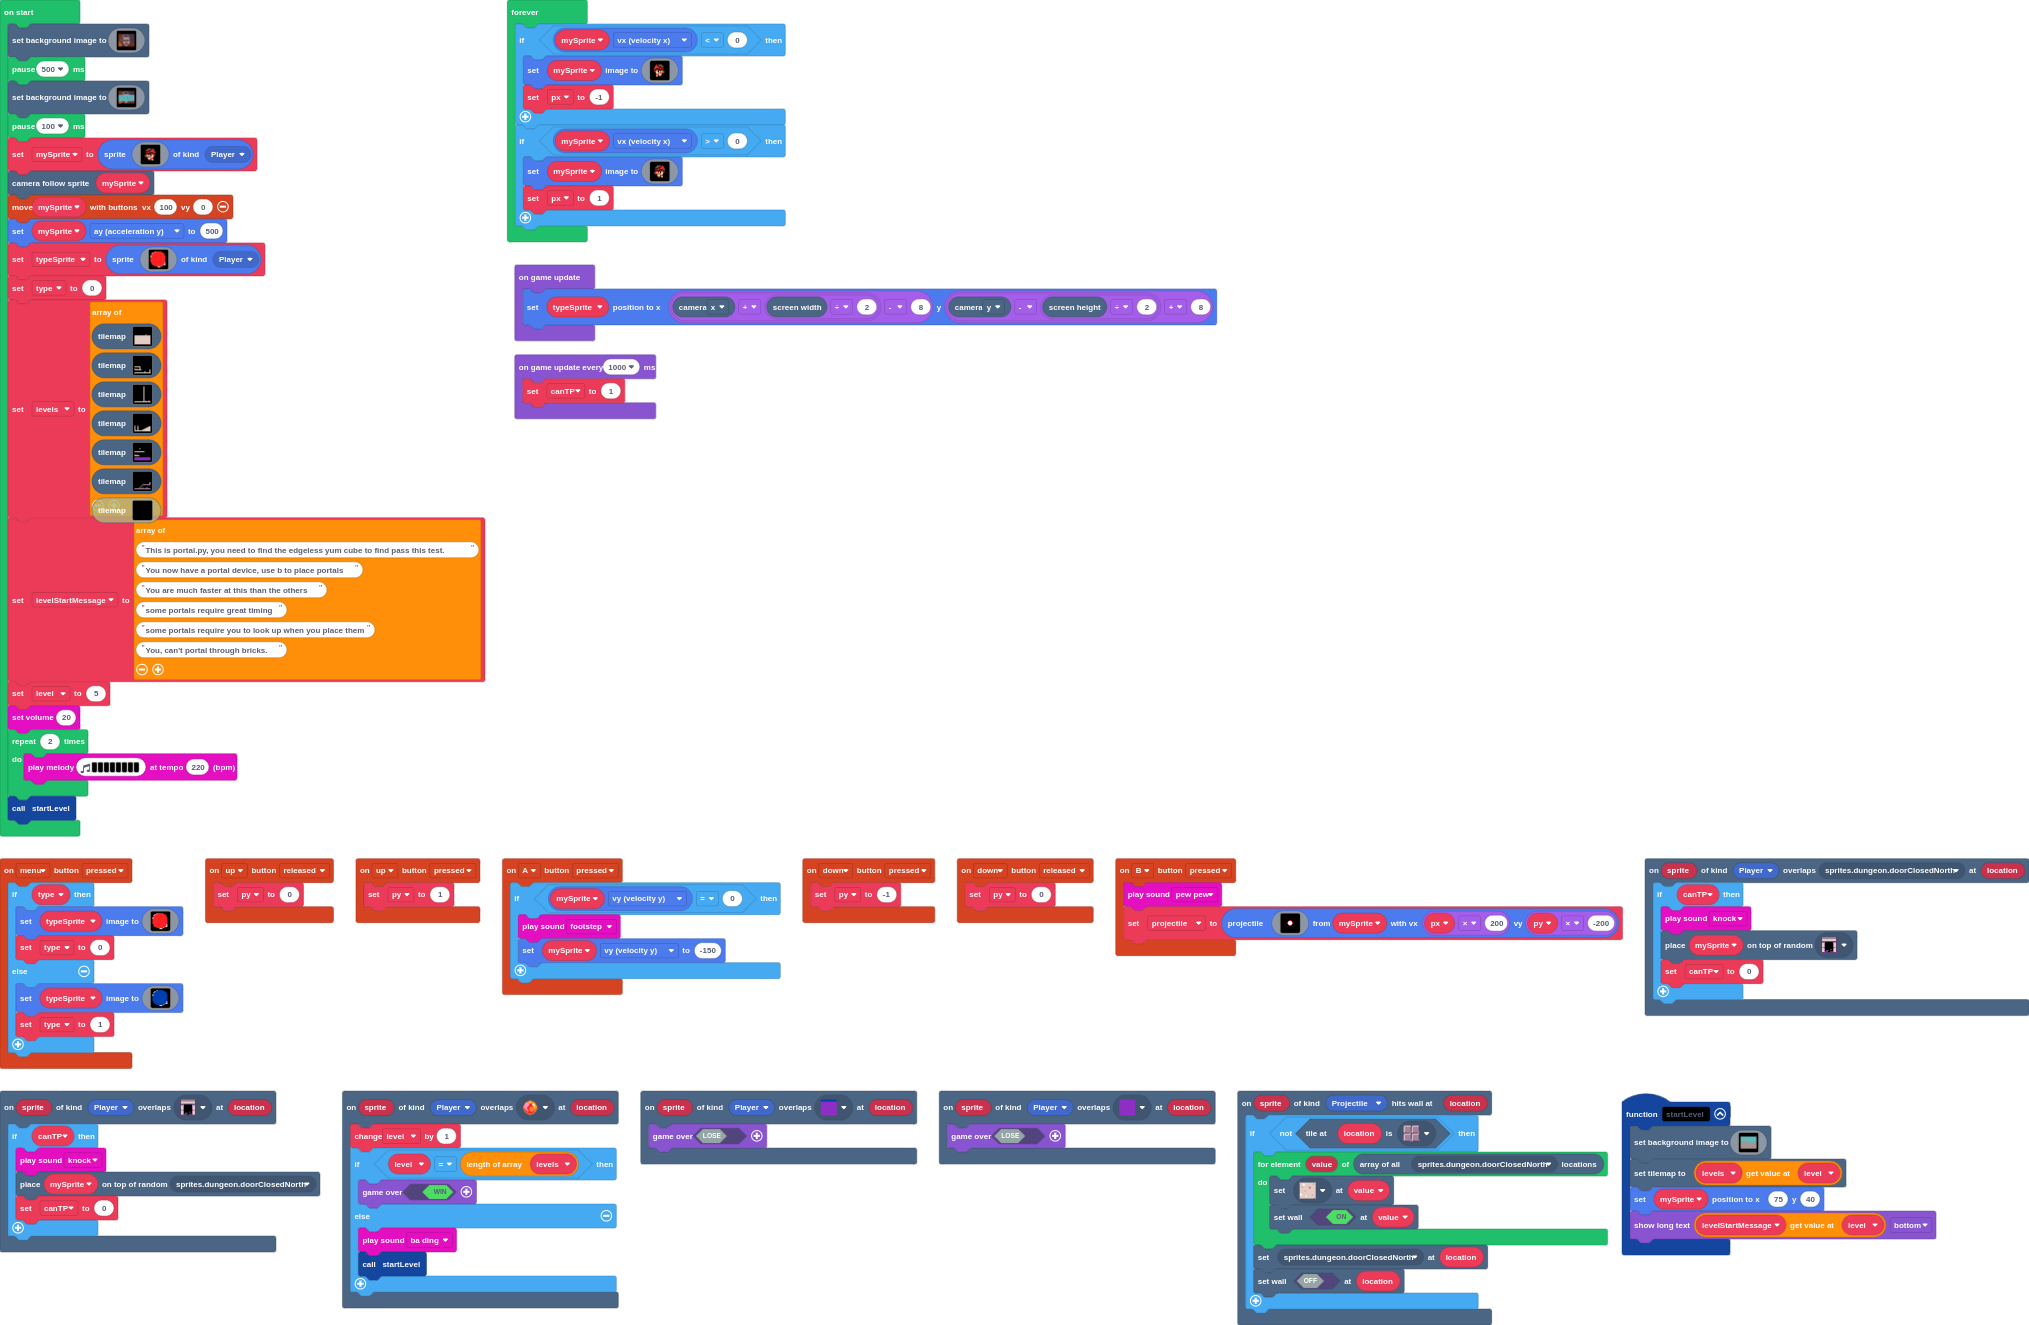 on start
set background image to
pause 500 ms
set background image to
pause 100 ms
set mySprite to sprite of kind Player
camera follow sprite mySprite
move mySprite with buttons vx 100 vy 0
set mySprite ay (acceleration y) to 500
set typeSprite to sprite of kind Player
set type to 0
set levels to
array of
tilemap
tilemap
tilemap
tilemap
tilemap
tilemap
tilemap
set levelStartMessage to
array of
"This is portal.py, you need to find the edgeless yum cube to find pass this test. "
"You now have a portal device, use b to place portals "
"You are much faster at this than the others "
"some portals require great timing "
"some portals require you to look up when you place them "
"You, can't portal through bricks. "
set level to 5
set volume 20
repeat 2 times
do
play melody at tempo 220 (bpm)
call startLevel
forever
if mySprite vx (velocity x) < 0 then
set mySprite image to
set px to -1
if mySprite vx (velocity x) > 0 then
set mySprite image to
set px to 1
on game update
set typeSprite position to x camera x + screen width ÷ 2 - 8 y camera y - screen height ÷ 2 + 8
on game update every 1000 ms
set canTP to 1
on menu button pressed
if type then
set typeSprite image to
set type to 0
else
set typeSprite image to
set type to 1
on up button released
set py to 0
on up button pressed
set py to 1
on A button pressed
if mySprite vy (velocity y) = 0 then
play sound footstep
set mySprite vy (velocity y) to -150
on down button pressed
set py to -1
on down button released
set py to 0
on B button pressed
play sound pew pew
set projectile to projectile from mySprite with vx px × 200 vy py × -200
on sprite of kind Player overlaps sprites.dungeon.doorClosedNorth at location
if canTP then
play sound knock
place mySprite on top of random
set canTP to 0
on sprite of kind Player overlaps at location
if canTP then
play sound knock
place mySprite on top of random sprites.dungeon.doorClosedNorth
set canTP to 0
on sprite of kind Player overlaps at location
change level by 1
if level = length of array levels then
game over WIN
else
play sound ba ding
call startLevel
on sprite of kind Player overlaps at location
game over LOSE
on sprite of kind Player overlaps at location
game over LOSE
on sprite of kind Projectile hits wall at location
if not tile at location is then
for element value of array of all sprites.dungeon.doorClosedNorth locations
do
set at value
set wall ON at value
set sprites.dungeon.doorClosedNorth at location
set wall OFF at location
function startLevel
set background image to
set tilemap to levels get value at level
set mySprite position to x 75 y 40
show long text levelStartMessage get value at level bottom